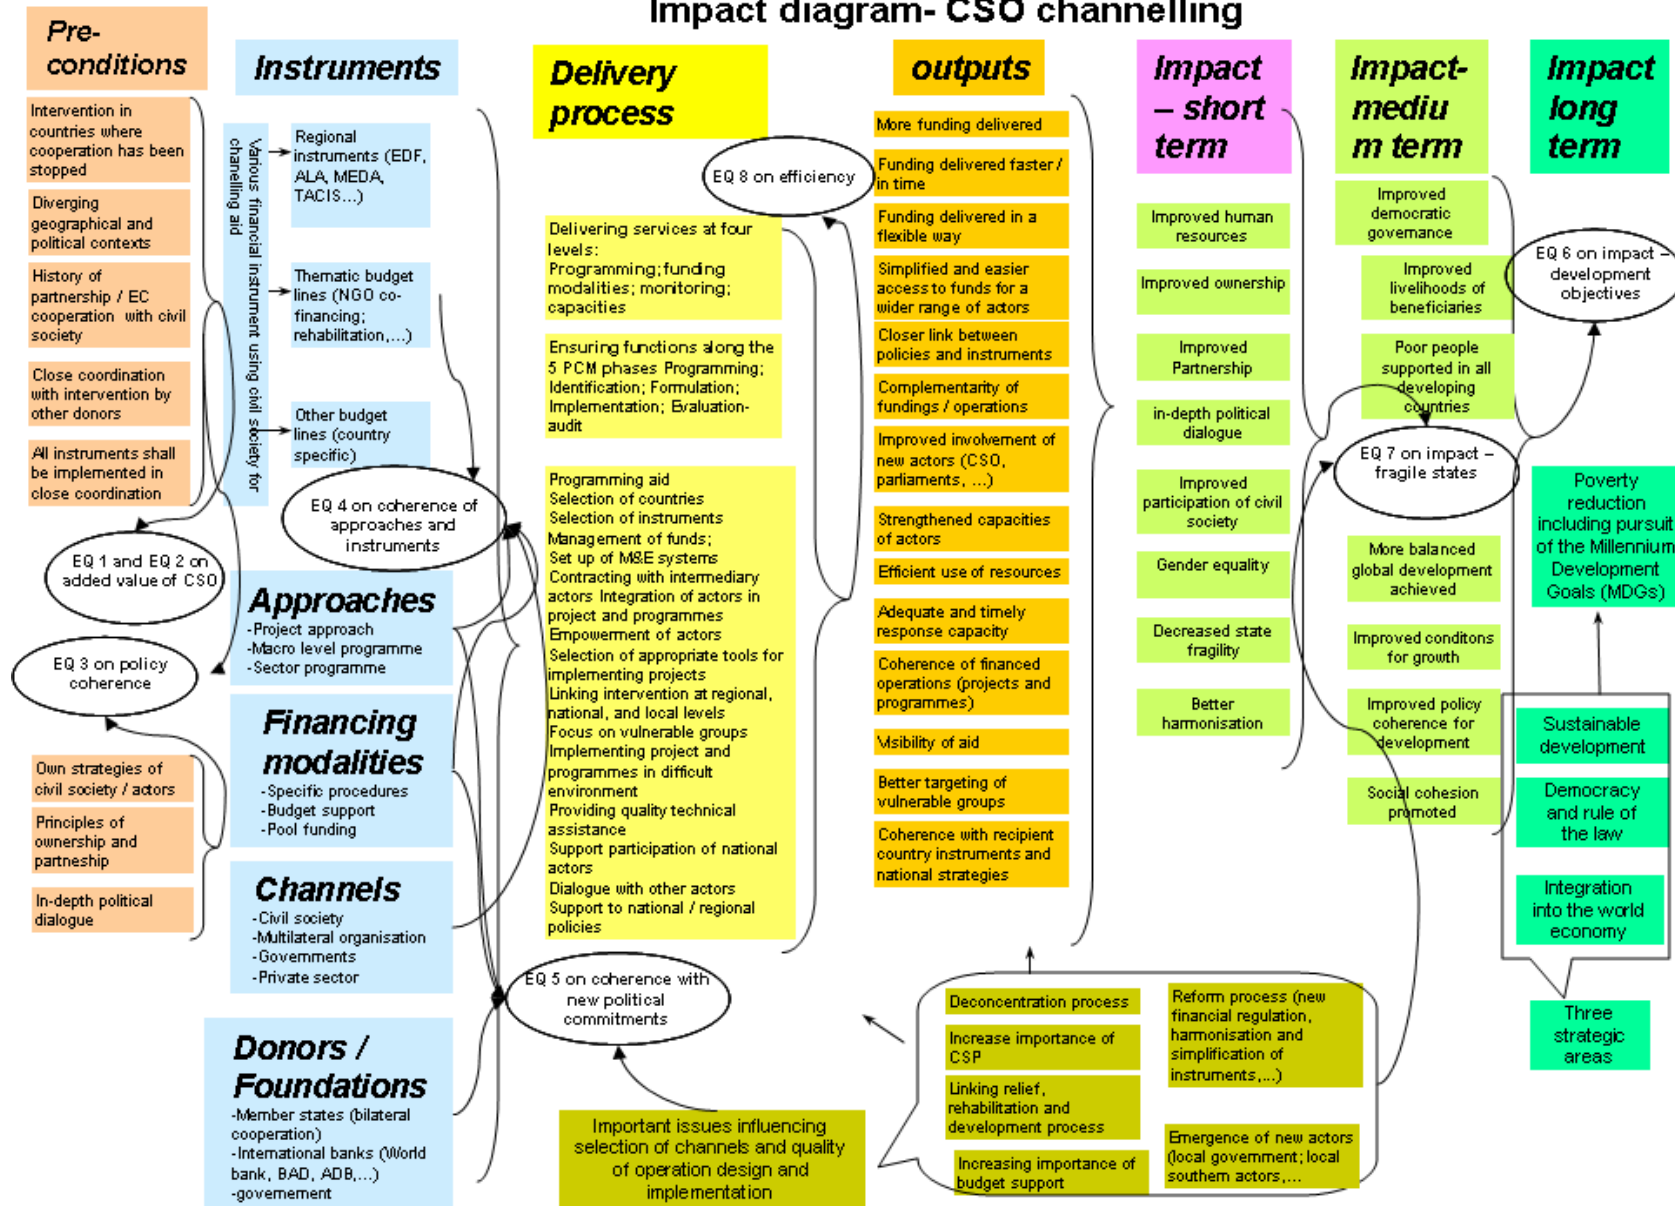 Impact diagram- CSO channelling
Pre-
conditions
Intervention in
countries where
cooperation has been
stopped
Diverging
geographical and
political contexts
History of
partnership / EC
cooperation with civil
society
Close coordination
with intervention by
other donors
All instruments shall
be implemented in
close coordination
EQ 1 and EQ 2 on
added value of CSO
EQ 3 on policy
coherence
Own strategies of
civil society / actors
Principles of
ownership and
partneship
In-depth political
dialogue
Instruments
Various financial instrument using civil society for
channelling aid
Regional
instruments (EDF,
ALA, MEDA,
TACIS...)
Thematic budget
lines (NGO co-
financing;
rehabilitation,...)
Other budget
lines (country
specific)
EQ 4 on coherence of
approaches and
instruments
Approaches
-Project approach
-Macro level programme
-Sector programme
Financing
modalities
-Specific procedures
-Budget support
-Pool funding
Channels
-Civil society
-Multilateral organisation
-Governments
-Private sector
Donors /
Foundations
-Member states (bilateral
cooperation)
-International banks (World
bank, BAD, ADB,...)
-governement
Delivery
process
EQ 8 on efficiency
Delivering services at four
levels:
Programming; funding
modalities; monitoring;
capacities
Ensuring functions along the
5 PCM phases Programming;
Identification; Formulation;
Implementation; Evaluation-
audit
Programming aid
Selection of countries
Selection of instruments
Management of funds;
Set up of M&E systems
Contracting with intermediary
actors Integration of actors in
project and programmes
Empowerment of actors
Selection of appropriate tools for
implementing projects
Linking intervention at regional,
national, and local levels
Focus on vulnerable groups
Implementing project and
programmes in difficult
environment
Providing quality technical
assistance
Support participation of national
actors
Dialogue with other actors
Support to national / regional
policies
EQ 5 on coherence with
new political
commitments
Important issues influencing
selection of channels and quality
of operation design and
implementation
outputs
More funding delivered
Funding delivered faster /
in time
Funding delivered in a
flexible way
Simplified and easier
access to funds for a
wider range of actors
Closer link between
policies and instruments
Complementarity of
fundings / operations
Improved involvement of
new actors (CSO,
parliaments, ...)
Strengthened capacities
of actors
Efficient use of resources
Adequate and timely
response capacity
Coherence of financed
operations (projects and
programmes)
Visibility of aid
Better targeting of
vulnerable groups
Coherence with recipient
country instruments and
national strategies
Deconcentration process
Increase importance of
CSP
Linking relief,
rehabilitation and
development process
Increasing importance of
budget support
Reform process (new
financial regulation,
harmonisation and
simplification of
instruments,...)
Emergence of new actors
(local government; local
southern actors,...
Impact
– short
term
Improved human
resources
Improved ownership
Improved
Partnership
in-depth political
dialogue
Improved
participation of civil
society
Gender equality
Decreased state
fragility
Better
harmonisation
Impact-
mediu
m term
Improved
democratic
governance
Improved
livelihoods of
beneficiaries
Poor people
supported in all
developing
countries
EQ 7 on impact –
fragile states
More balanced
global development
achieved
Improved conditons
for growth
Improved policy
coherence for
development
Social cohesion
promoted
Impact
long
term
EQ 6 on impact –
development
objectives
Poverty
reduction
including pursuit
of the Millennium
Development
Goals (MDGs)
Sustainable
development
Democracy
and rule of
the law
Integration
into the world
economy
Three
strategic
areas